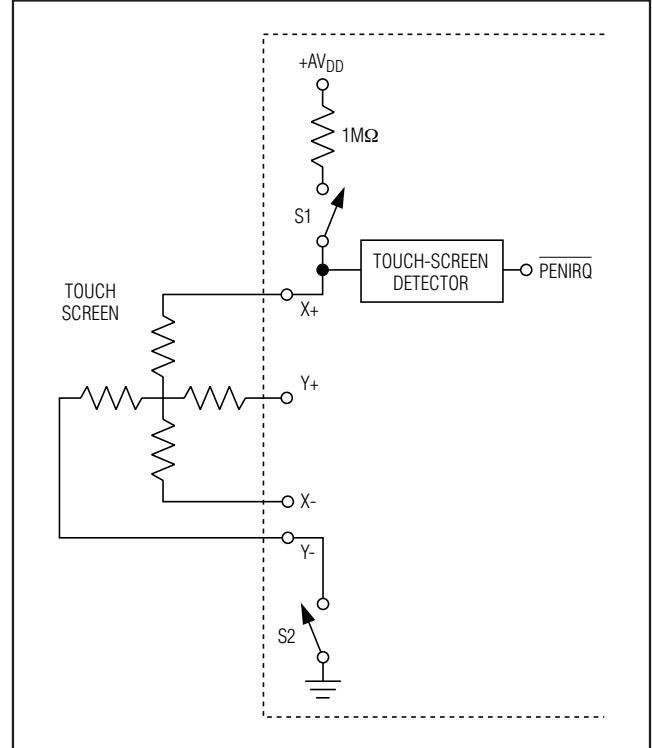 +AVDD
1MΩ
S1
TOUCH-SCREEN
DETECTOR
PENIRQ
TOUCH
SCREEN
X+
Y+
X-
Y-
S2